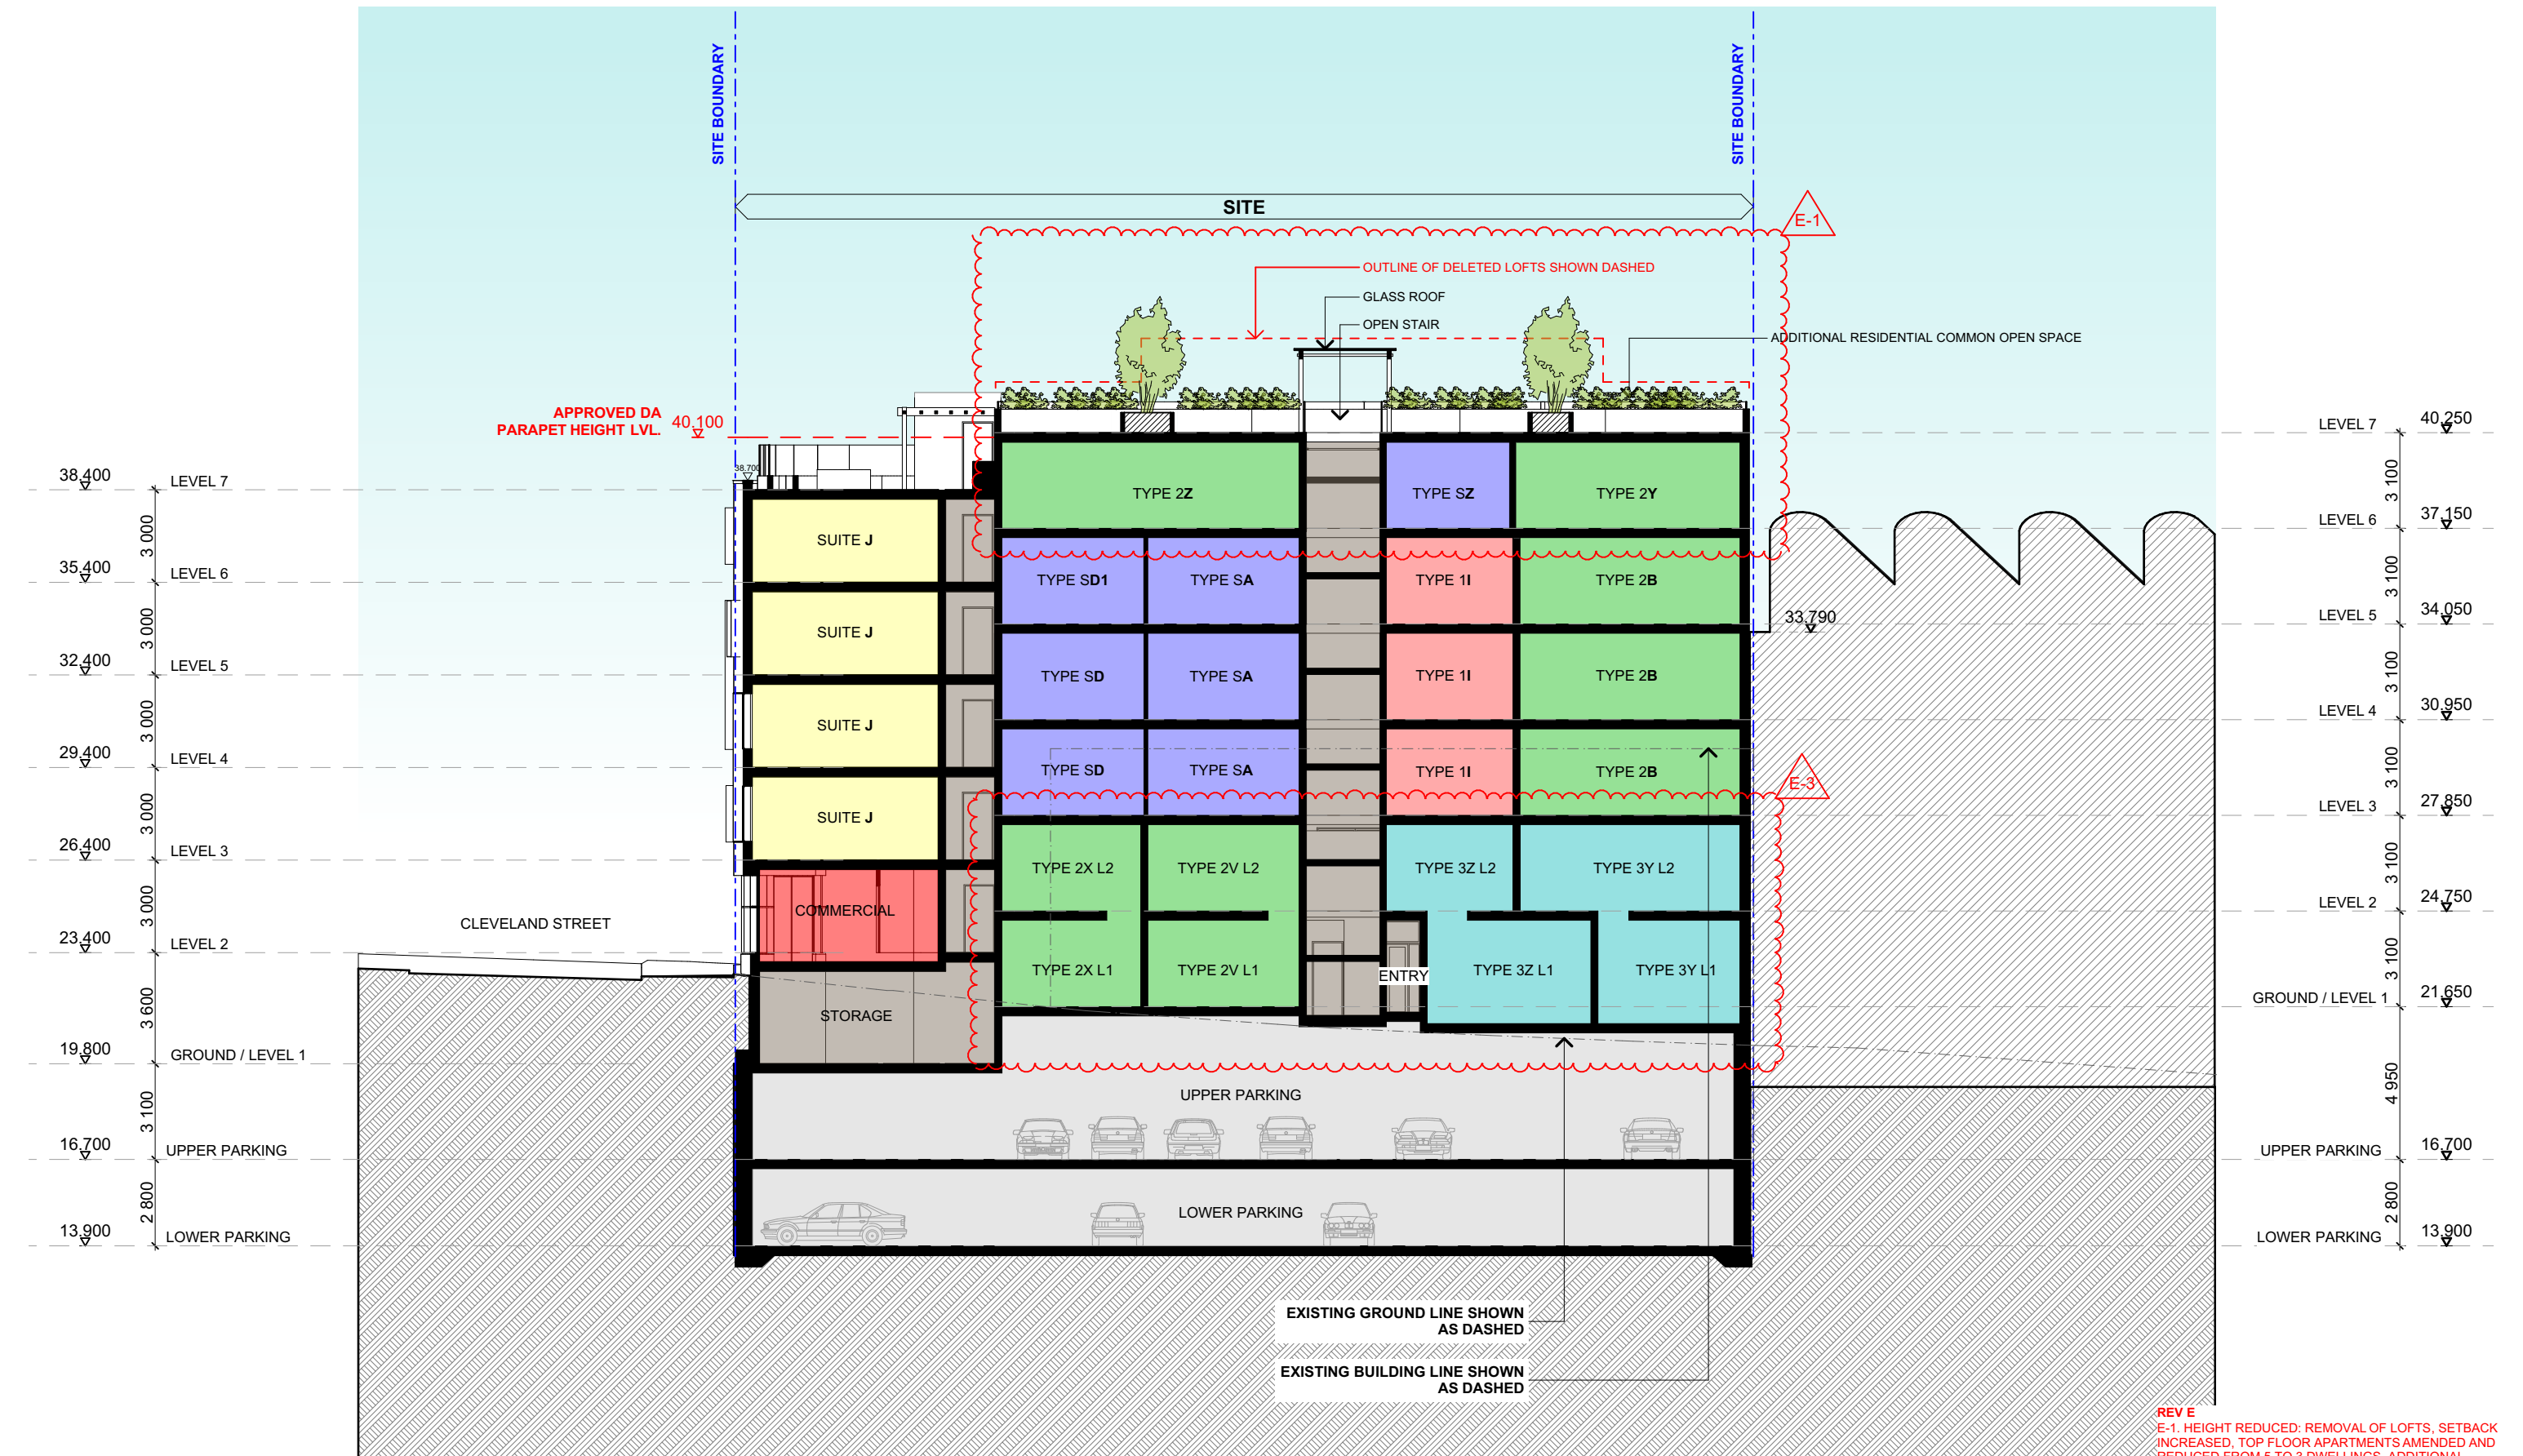 SITE BOUNDARY
SITE BOUNDARY
SITE
E-1
OUTLINE OF DELETED LOFTS SHOWN DASHED
GLASS ROOF
OPEN STAIR
ADDITIONAL RESIDENTIAL COMMON OPEN SPACE
APPROVED DA
PARAPET HEIGHT LVL.
40.100
38.700
38.400 LEVEL 7
3 000
35.400 LEVEL 6
3 000
32.400 LEVEL 5
3 000
29.400 LEVEL 4
3 000
26.400 LEVEL 3
3 000
23.400 LEVEL 2
3 600
19.800 GROUND / LEVEL 1
3 100
16.700 UPPER PARKING
2 800
13.900 LOWER PARKING
CLEVELAND STREET
TYPE 2Z
TYPE SZ
TYPE 2Y
SUITE J
TYPE SD1
TYPE SA
TYPE 1I
TYPE 2B
SUITE J
TYPE SD
TYPE SA
TYPE 1I
TYPE 2B
SUITE J
TYPE SD
TYPE SA
TYPE 1I
TYPE 2B
SUITE J
E-3
TYPE 2X L2
TYPE 2V L2
TYPE 3Z L2
TYPE 3Y L2
COMMERCIAL
TYPE 2X L1
TYPE 2V L1
ENTRY
TYPE 3Z L1
TYPE 3Y L1
STORAGE
UPPER PARKING
LOWER PARKING
33.790
LEVEL 7 40.250
3 100
LEVEL 6 37.150
3 100
LEVEL 5 34.050
3 100
LEVEL 4 30.950
3 100
LEVEL 3 27.850
3 100
LEVEL 2 24.750
3 100
GROUND / LEVEL 1 21.650
4 950
UPPER PARKING 16.700
2 800
LOWER PARKING 13.900
EXISTING GROUND LINE SHOWN
AS DASHED
EXISTING BUILDING LINE SHOWN
AS DASHED
REV E
E-1. HEIGHT REDUCED: REMOVAL OF LOFTS, SETBACK
INCREASED, TOP FLOOR APARTMENTS AMENDED AND
REDUCED FROM 5 TO 3 DWELLINGS. ADDITIONAL